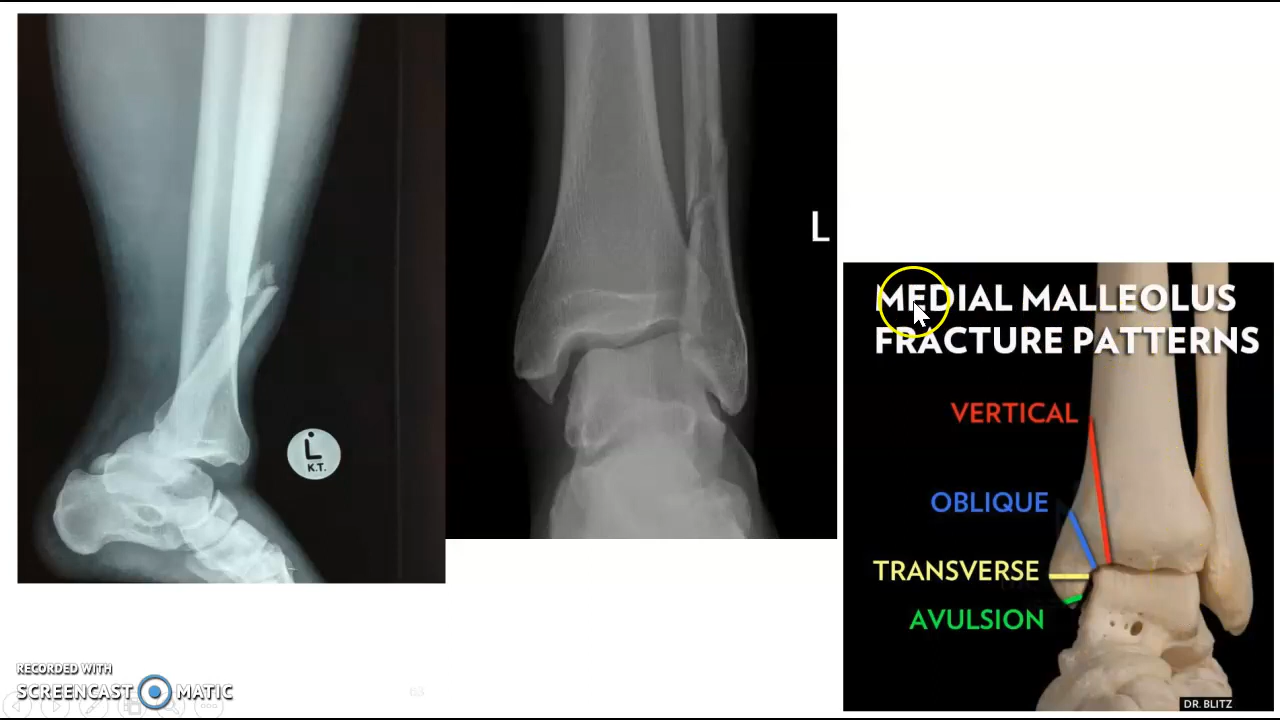 L
K.T.
L
MEDIAL MALLEOLUS
FRACTURE PATTERNS
VERTICAL
OBLIQUE
TRANSVERSE
AVULSION
DR. BLITZ
RECORDED WITH
SCREENCAST MATIC